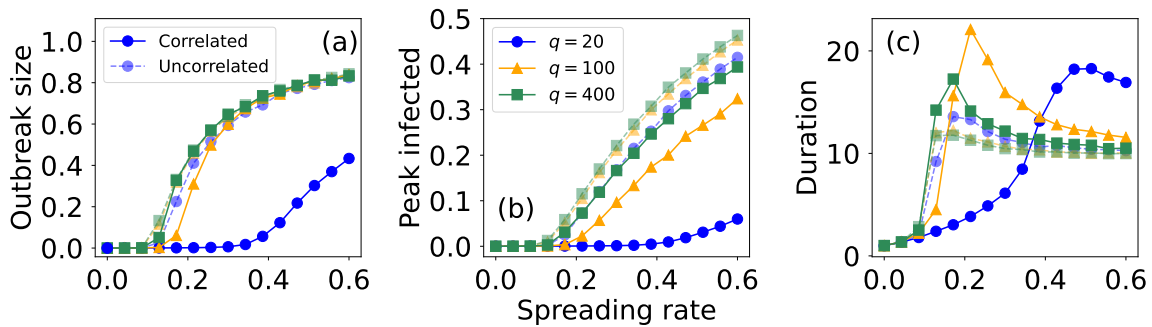 Outbreak size
1.0
0.8
0.6
0.4
0.2
0.0
Correlated
Uncorrelated
(a)
0.0 0.2 0.4 0.6
Peak infected
0.5
0.4
0.3
0.2
0.1
0.0
q = 20
q = 100
q = 400
(b)
0.0 0.2 0.4 0.6
Spreading rate
Duration
20
10
0
(c)
0.0 0.2 0.4 0.6